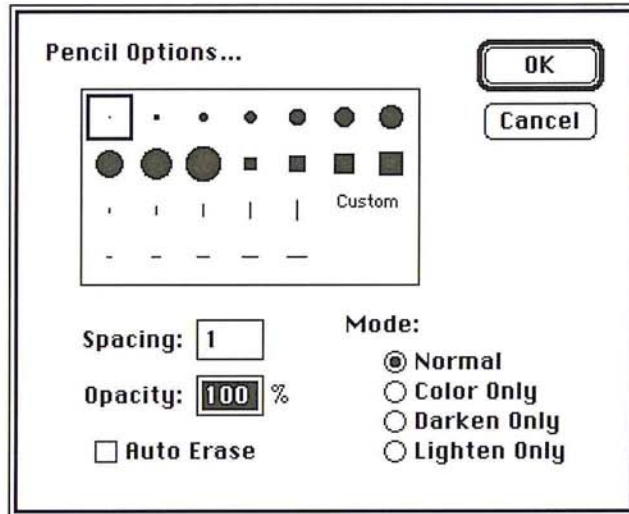 Pencil Options...
OK
Cancel
Custom
Spacing: 1
Opacity: 100 %
Auto Erase
Mode:
Normal
Color Only
Darken Only
Lighten Only